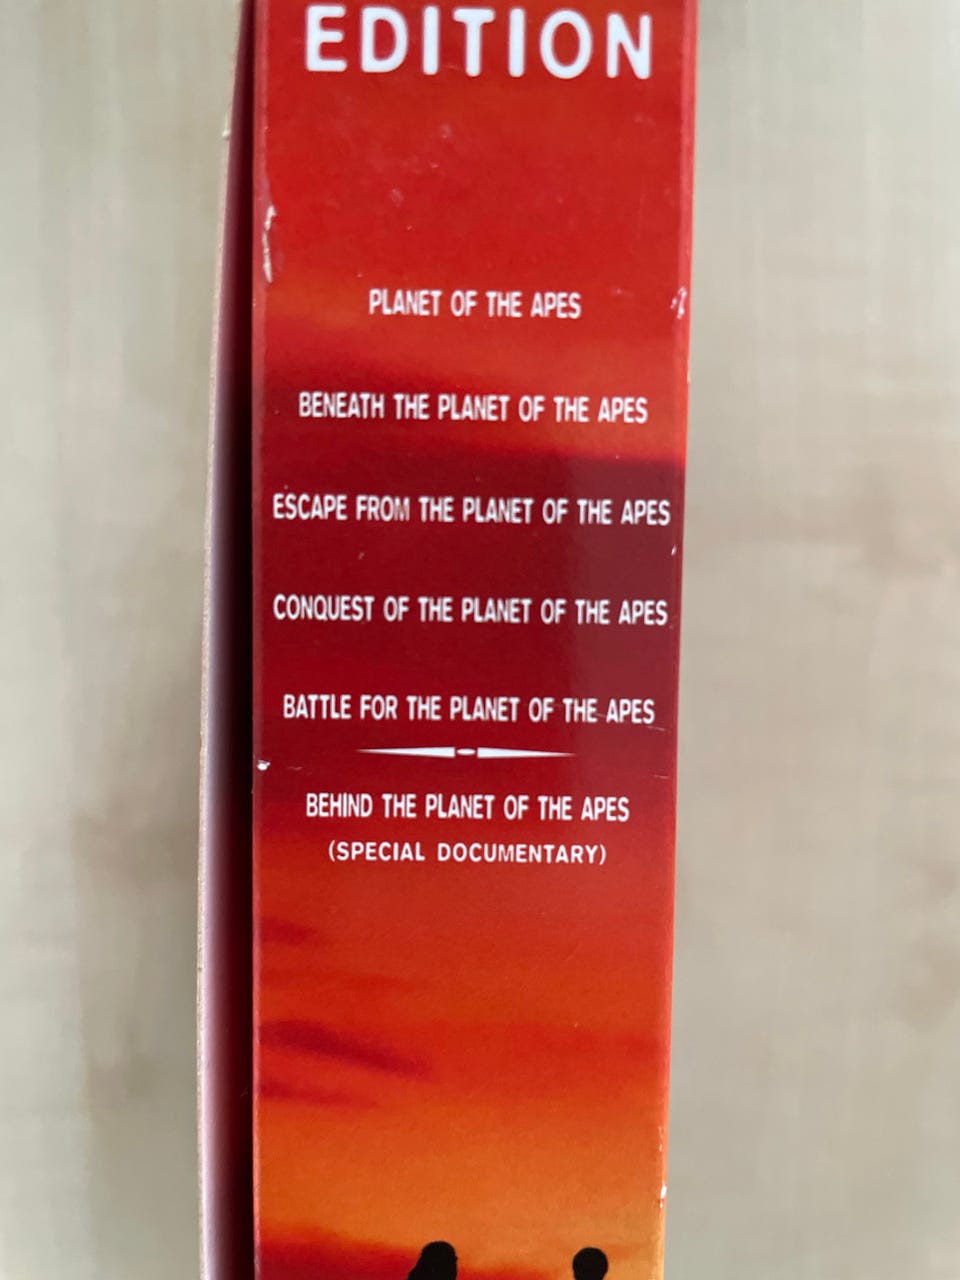 EDITION
PLANET OF THE APES
BENEATH THE PLANET OF THE APES
ESCAPE FROM THE PLANET OF THE APES
CONQUEST OF THE PLANET OF THE APES
BATTLE FOR THE PLANET OF THE APES
BEHIND THE PLANET OF THE APES
(SPECIAL DOCUMENTARY)